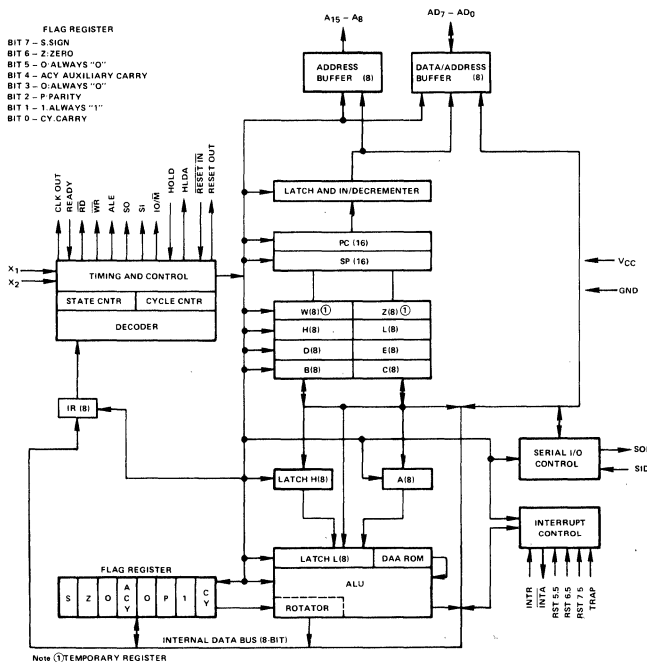 FLAG REGISTER
BIT 7 – S.SIGN
BIT 6 – Z:ZERO
BIT 5 – O:ALWAYS "0"
BIT 4 – ACY AUXILIARY CARRY
BIT 3 – O:ALWAYS "0"
BIT 2 – P·PARITY
BIT 1 – 1.ALWAYS "1"
BIT 0 – CY.CARRY
A15 – A8
AD7 – AD0
ADDRESS
BUFFER (8)
DATA/ADDRESS
BUFFER (8)
CLK OUT
READY
RD
WR
ALE
SO
SI
IO/M
HOLD
HLDA
RESET IN
RESET OUT
LATCH AND IN/DECREMENTER
PC (16)
SP (16)
X1
X2
TIMING AND CONTROL
STATE CNTR
CYCLE CNTR
DECODER
VCC
GND
W(8) ①
Z(8) ①
H(8)
L(8)
D(8)
E(8)
B(8)
C(8)
IR (8)
LATCH H(8)
A(8)
SERIAL I/O
CONTROL
SOD
SID
INTERRUPT
CONTROL
INTR
INTA
RST 5.5
RST 6.5
RST 7.5
TRAP
LATCH L(8)
DAA ROM
ALU
ROTATOR
FLAG REGISTER
S Z O ACY O P 1 CY
INTERNAL DATA BUS (8-BIT)
Note ① TEMPORARY REGISTER